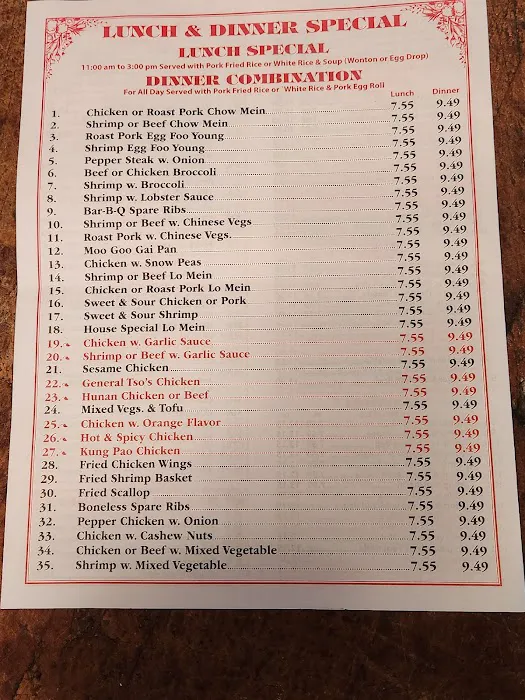 LUNCH & DINNER SPECIAL
LUNCH SPECIAL
11:00 am to 3:00 pm Served with Pork Fried Rice or White Rice & Soup (Wonton or Egg Drop)
DINNER COMBINATION
For All Day Served with Pork Fried Rice or White Rice & Pork Egg Roll
Lunch Dinner
1. Chicken or Roast Pork Chow Mein 7.55 9.49
2. Shrimp or Beef Chow Mein 7.55 9.49
3. Roast Pork Egg Foo Young 7.55 9.49
4. Shrimp Egg Foo Young 7.55 9.49
5. Pepper Steak w. Onion 7.55 9.49
6. Beef or Chicken Broccoli 7.55 9.49
7. Shrimp w. Broccoli 7.55 9.49
8. Shrimp w. Lobster Sauce 7.55 9.49
9. Bar-B-Q Spare Ribs 7.55 9.49
10. Shrimp or Beef w. Chinese Vegs 7.55 9.49
11. Roast Pork w. Chinese Vegs. 7.55 9.49
12. Moo Goo Gai Pan 7.55 9.49
13. Chicken w. Snow Peas 7.55 9.49
14. Shrimp or Beef Lo Mein 7.55 9.49
15. Chicken or Roast Pork Lo Mein 7.55 9.49
16. Sweet & Sour Chicken or Pork 7.55 9.49
17. Sweet & Sour Shrimp 7.55 9.49
18. House Special Lo Mein 7.55 9.49
19. Chicken w. Garlic Sauce 7.55 9.49
20. Shrimp or Beef w. Garlic Sauce 7.55 9.49
21. Sesame Chicken 7.55 9.49
22. General Tso's Chicken 7.55 9.49
23. Hunan Chicken or Beef 7.55 9.49
24. Mixed Vegs. & Tofu 7.55 9.49
25. Chicken w. Orange Flavor 7.55 9.49
26. Hot & Spicy Chicken 7.55 9.49
27. Kung Pao Chicken 7.55 9.49
28. Fried Chicken Wings 7.55 9.49
29. Fried Shrimp Basket 7.55 9.49
30. Fried Scallop 7.55 9.49
31. Boneless Spare Ribs 7.55 9.49
32. Pepper Chicken w. Onion 7.55 9.49
33. Chicken w. Cashew Nuts 7.55 9.49
34. Chicken or Beef w. Mixed Vegetable 7.55 9.49
35. Shrimp w. Mixed Vegetable 7.55 9.49